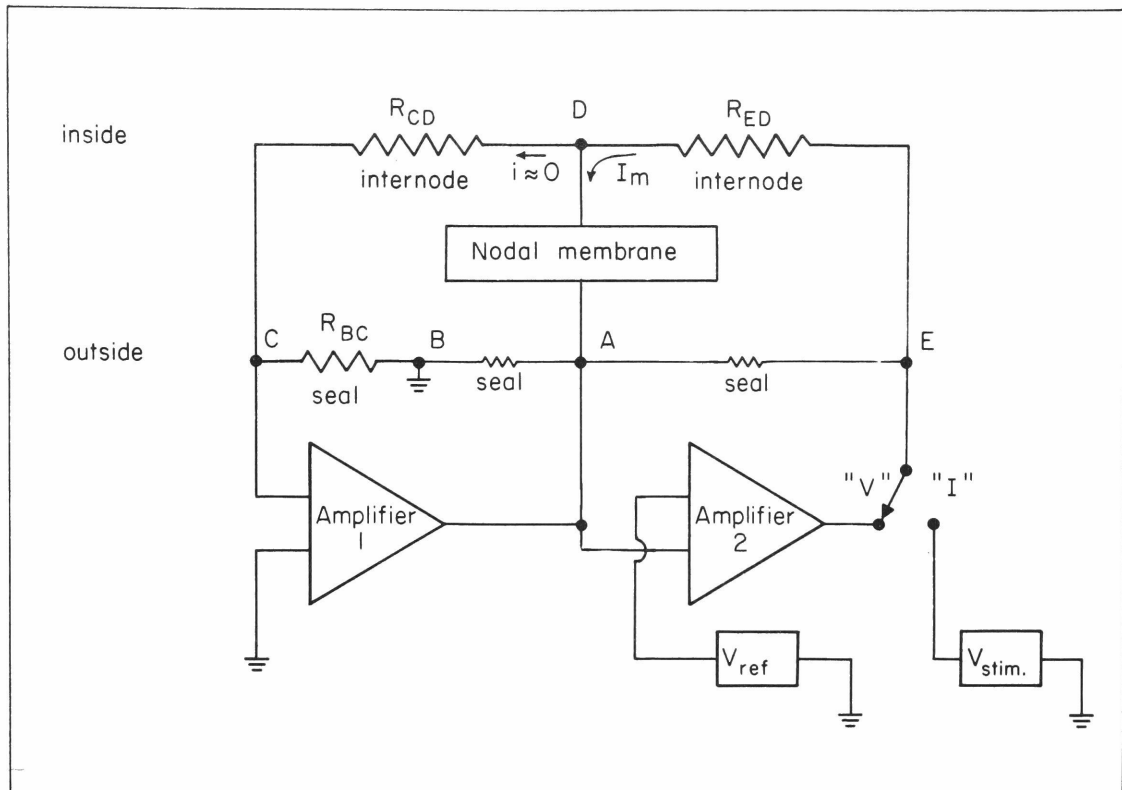 R_CD
D
R_ED
inside
internode
i ≈ 0
I_m
internode
Nodal membrane
C
R_BC
B
A
E
outside
seal
seal
seal
"V"
"I"
Amplifier
1
Amplifier
2
V_ref
V_stim.